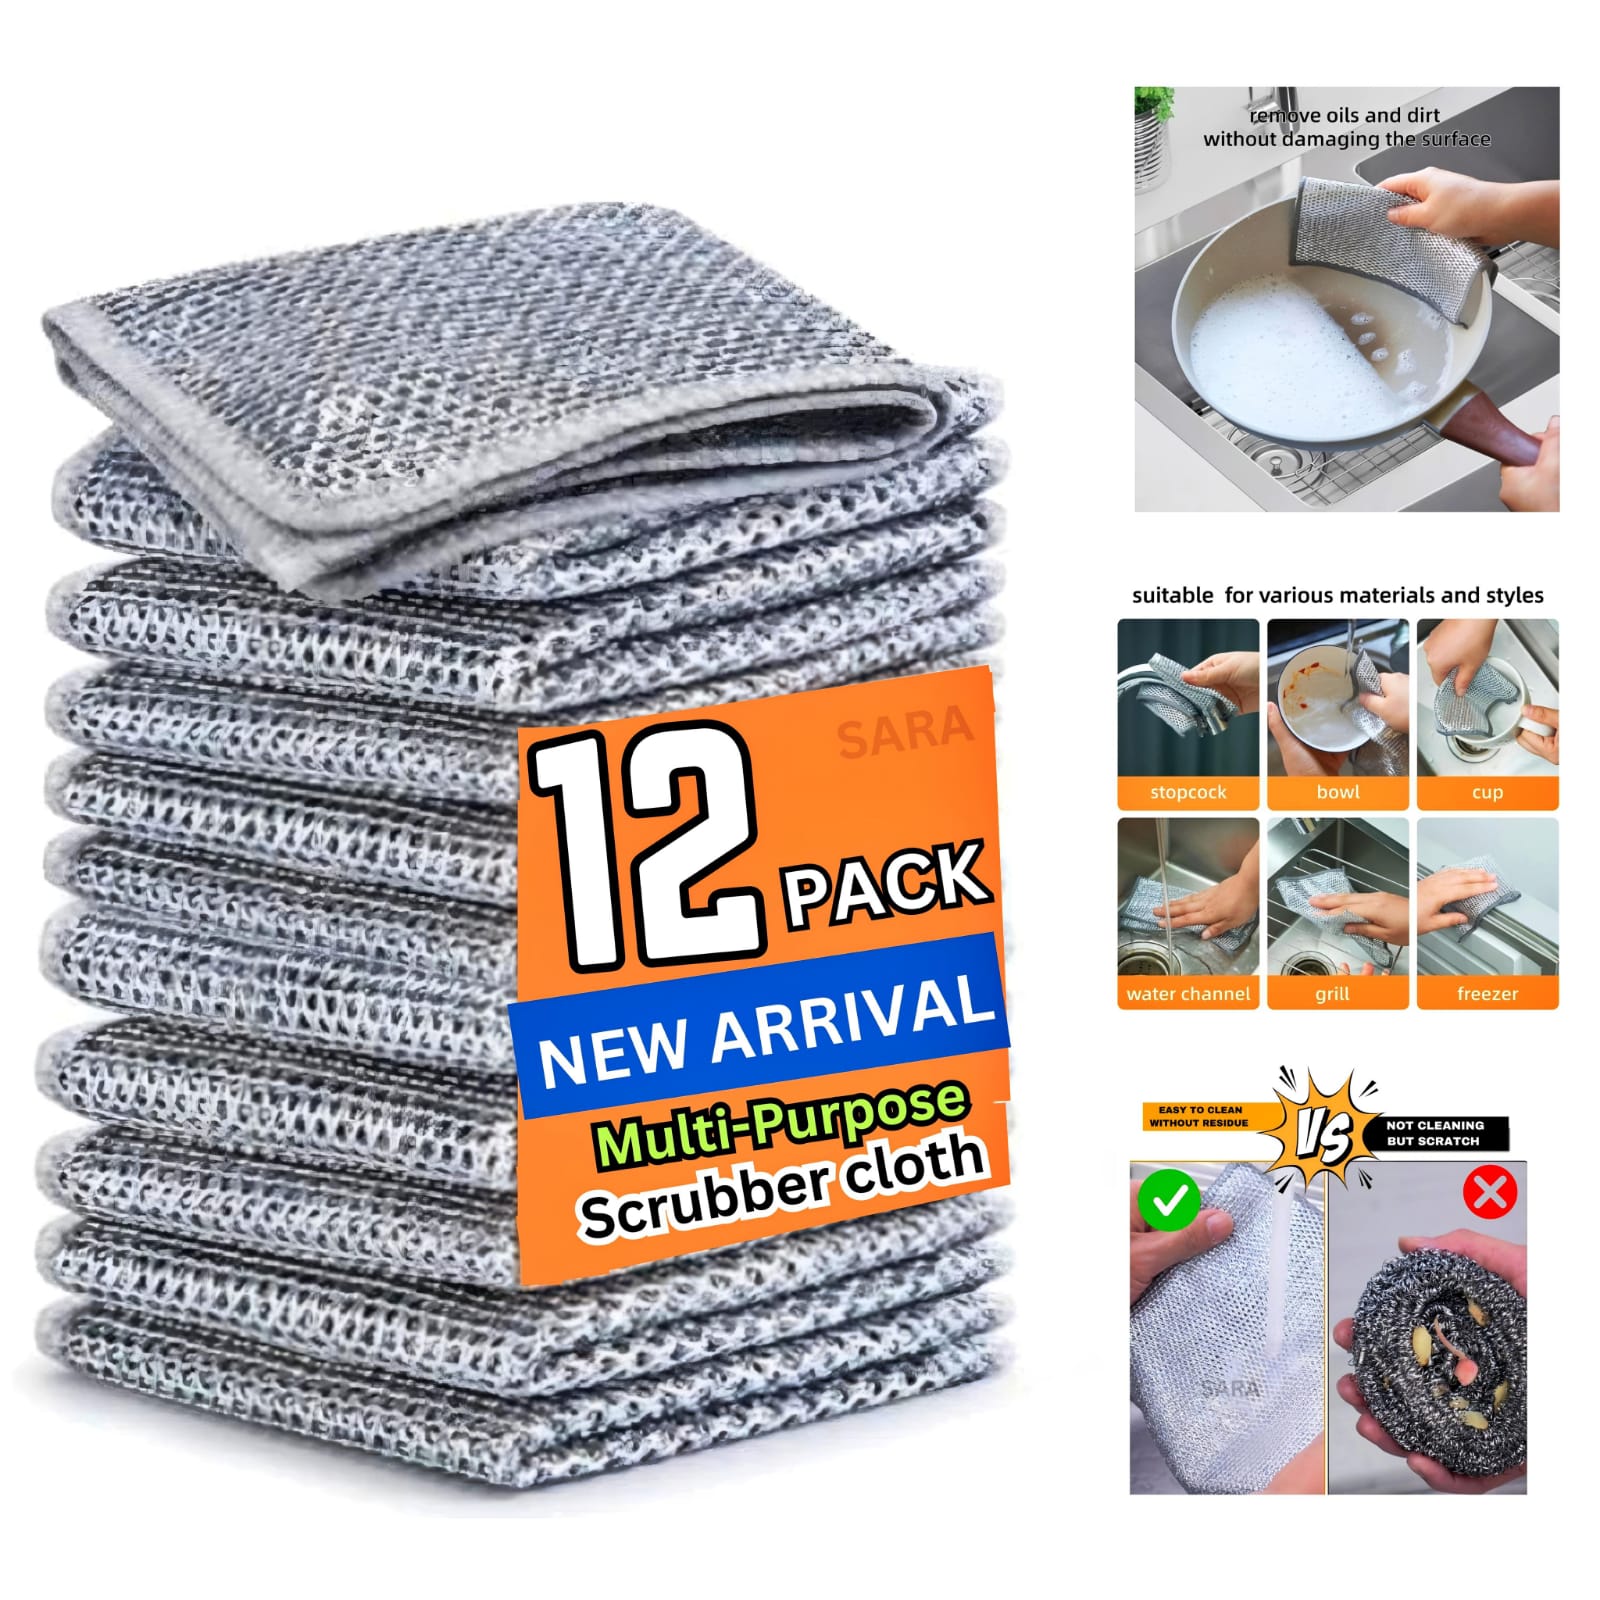 SARA
12 PACK
NEW ARRIVAL
Multi-Purpose
Scrubber cloth
remove oils and dirt
without damaging the surface
suitable for various materials and styles
stopcock
bowl
cup
water channel
grill
freezer
EASY TO CLEAN
WITHOUT RESIDUE
VS
NOT CLEANING
BUT SCRATCH
SARA